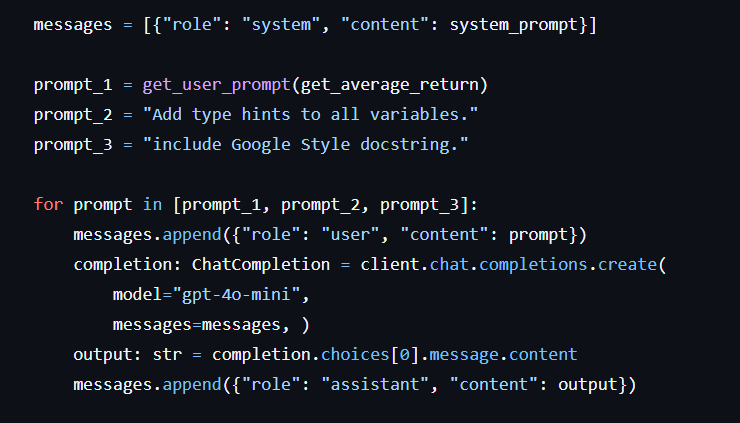 messages = [{"role": "system", "content": system_prompt}]
prompt_1 = get_user_prompt(get_average_return)
prompt_2 = "Add type hints to all variables."
prompt_3 = "include Google Style docstring."
for prompt in [prompt_1, prompt_2, prompt_3]:
    messages.append({"role": "user", "content": prompt})
    completion: ChatCompletion = client.chat.completions.create(
        model="gpt-4o-mini",
        messages=messages, )
    output: str = completion.choices[0].message.content
    messages.append({"role": "assistant", "content": output})